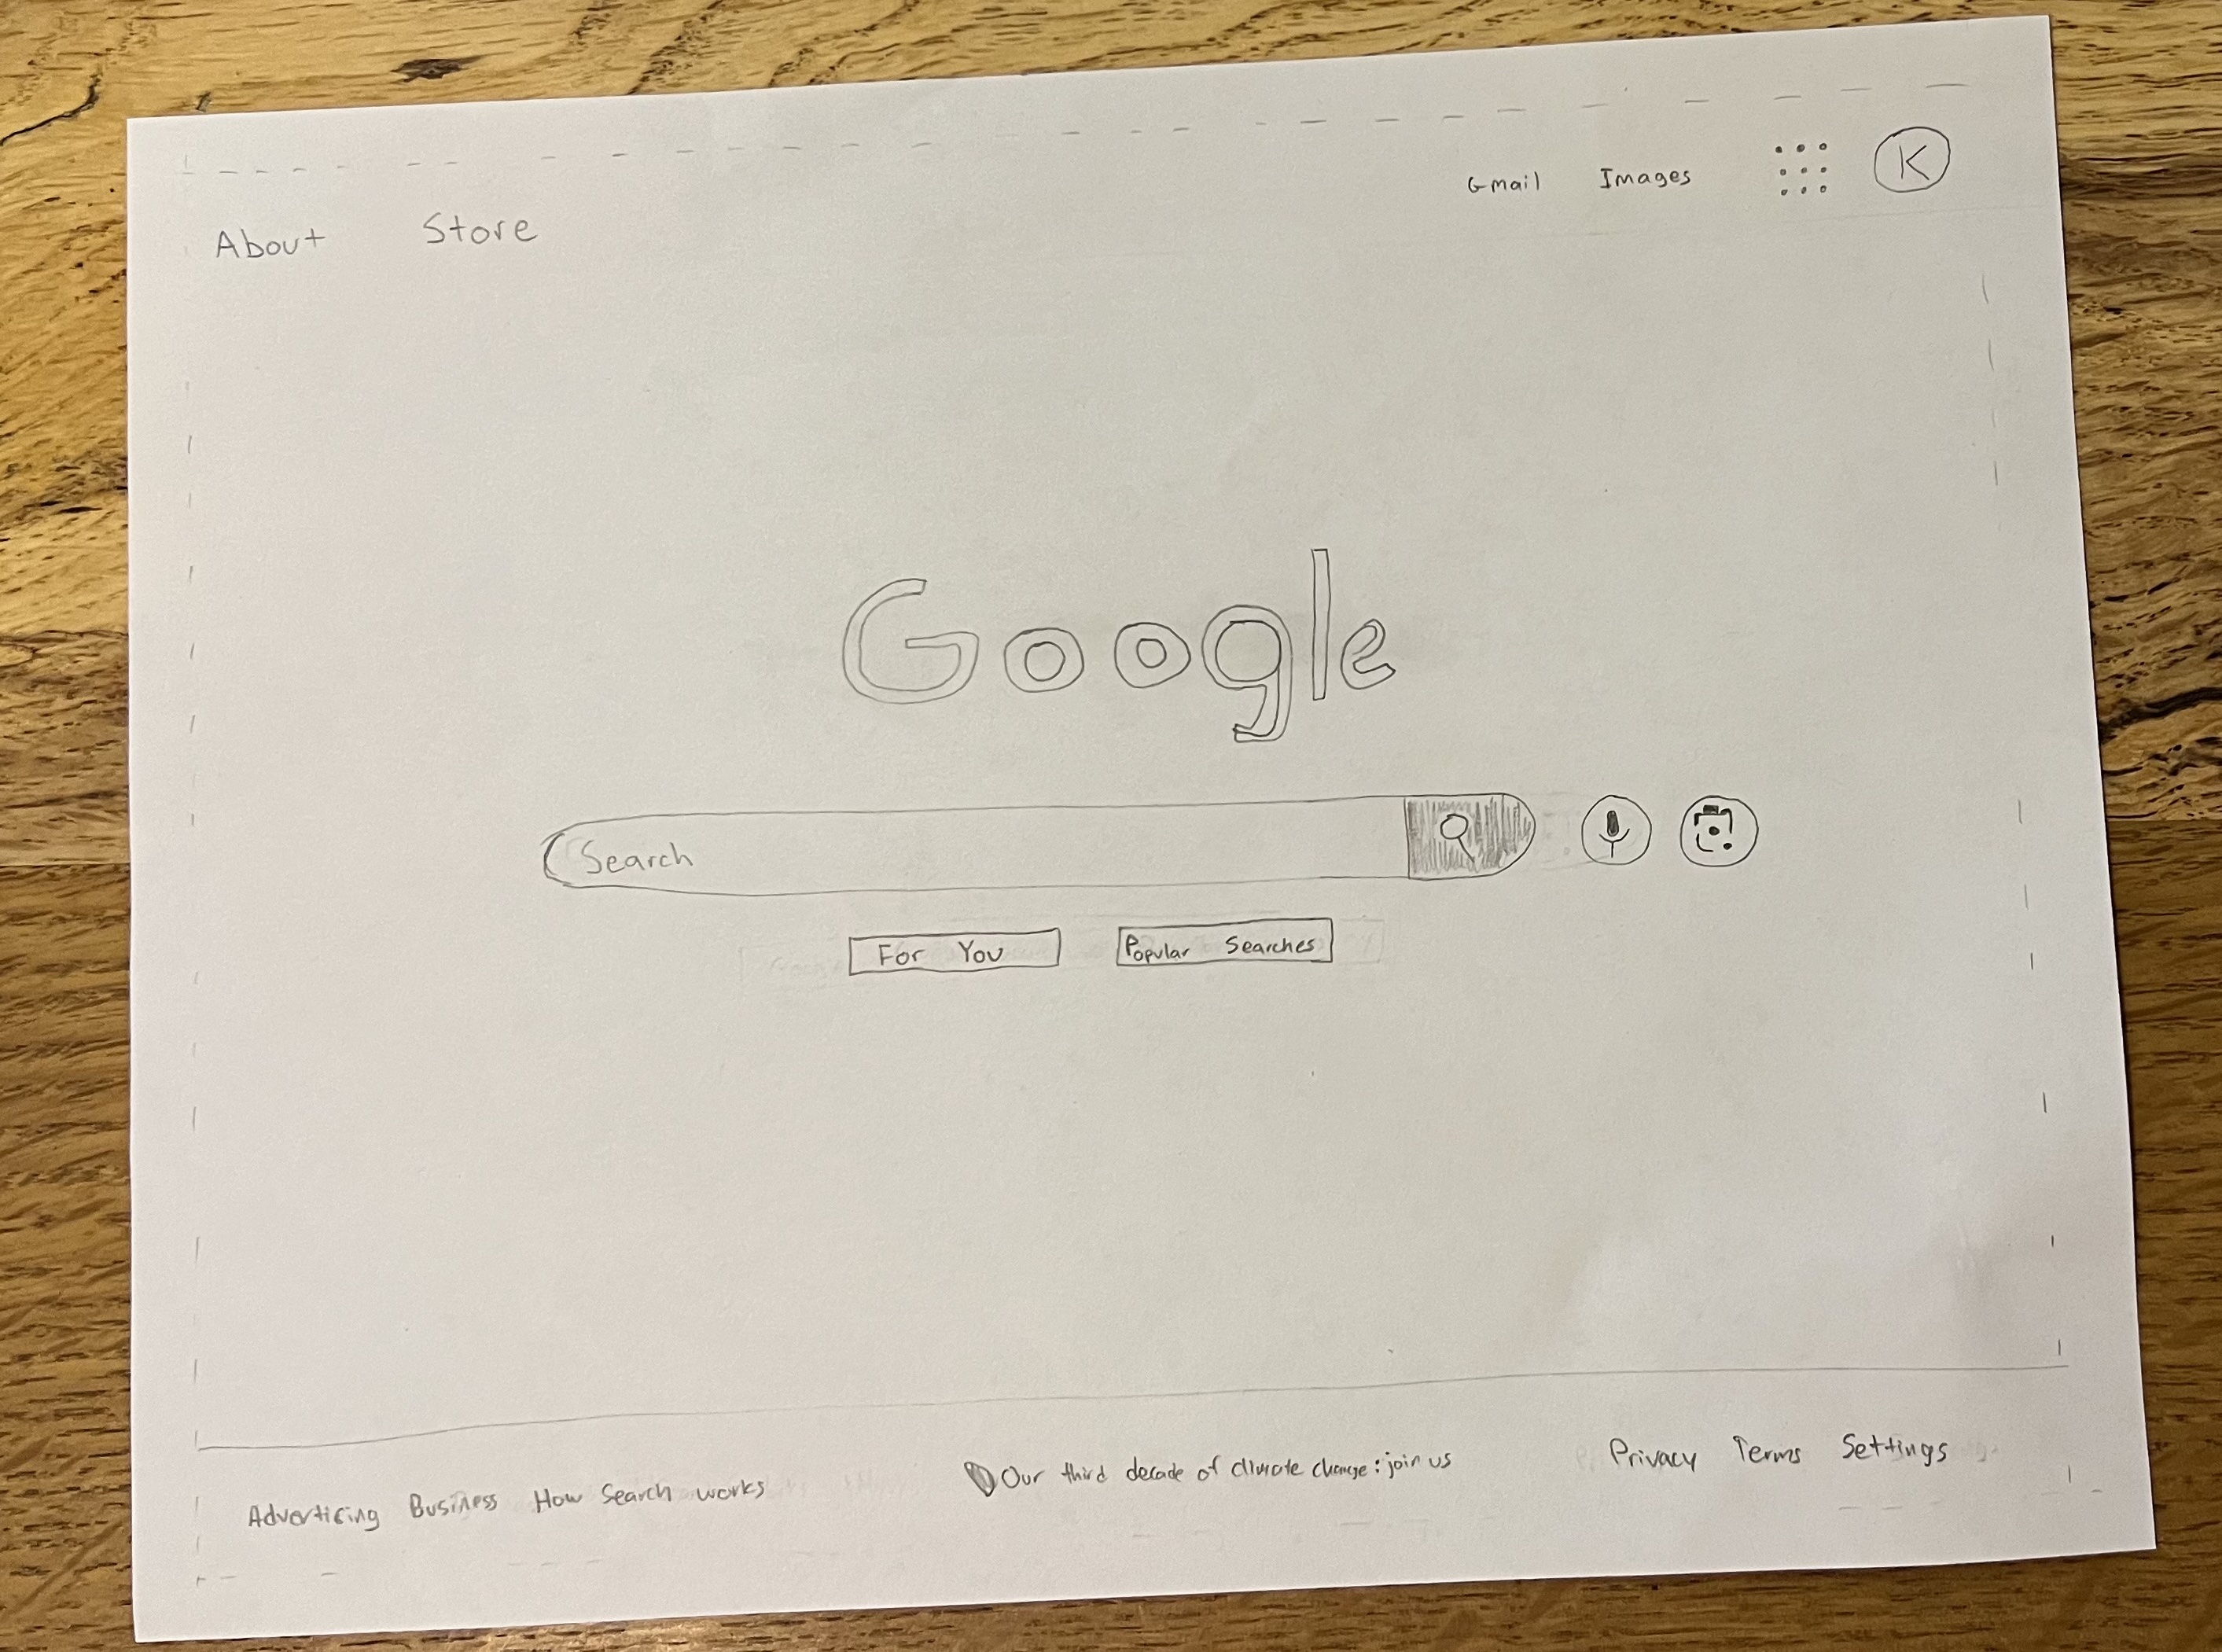 About Store Gmail Images K
Google
Search
For You Popular Searches
Advertising Business How Search works Our third decade of climate change: join us Privacy Terms Settings